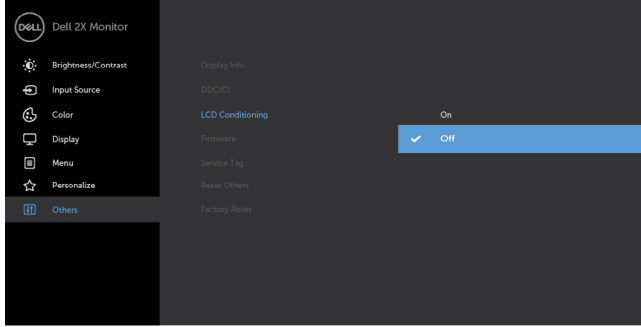 DELL
Dell 2X Monitor
Brightness/Contrast
Input Source
Color
Display
Menu
Personalize
Others
Display Info
DDC/CI
LCD Conditioning
Firmware
Service Tag
Reset Others
Factory Reset
On
Off